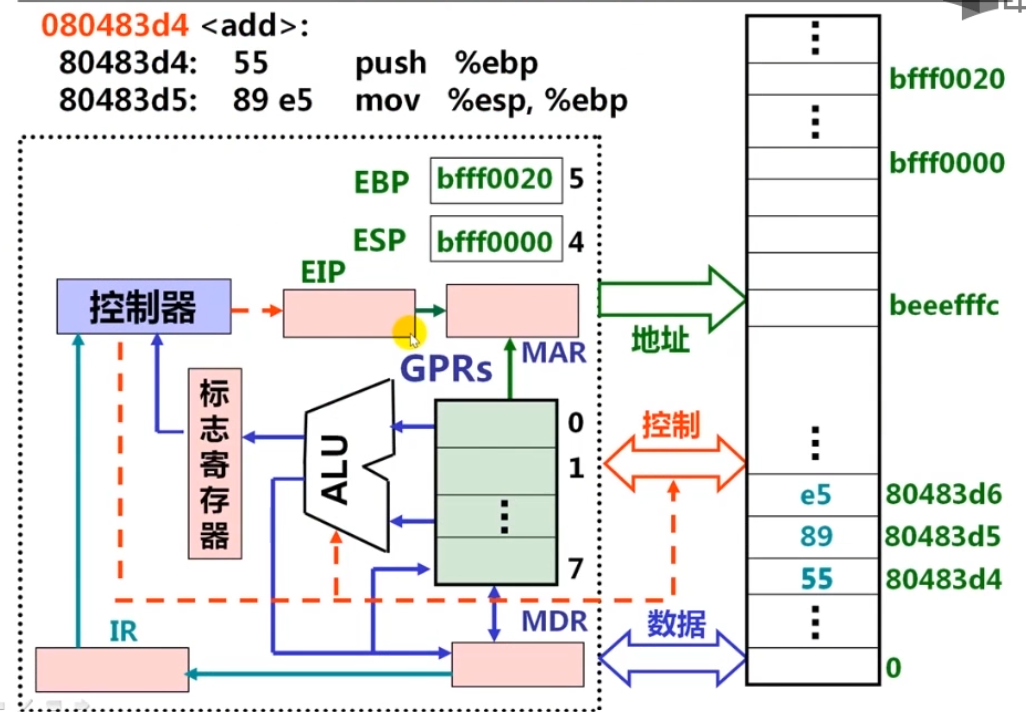 080483d4 <add>:
80483d4: 55 push %ebp
80483d5: 89 e5 mov %esp, %ebp
EBP bfff0020 5
ESP bfff0000 4
EIP
控制器
MAR
GPRs
标志寄存器
ALU
0
1
⋮
7
IR
MDR
地址
控制
数据
⋮
bfff0020
⋮
bfff0000
beeefffc
⋮
e5 80483d6
89 80483d5
55 80483d4
⋮
0